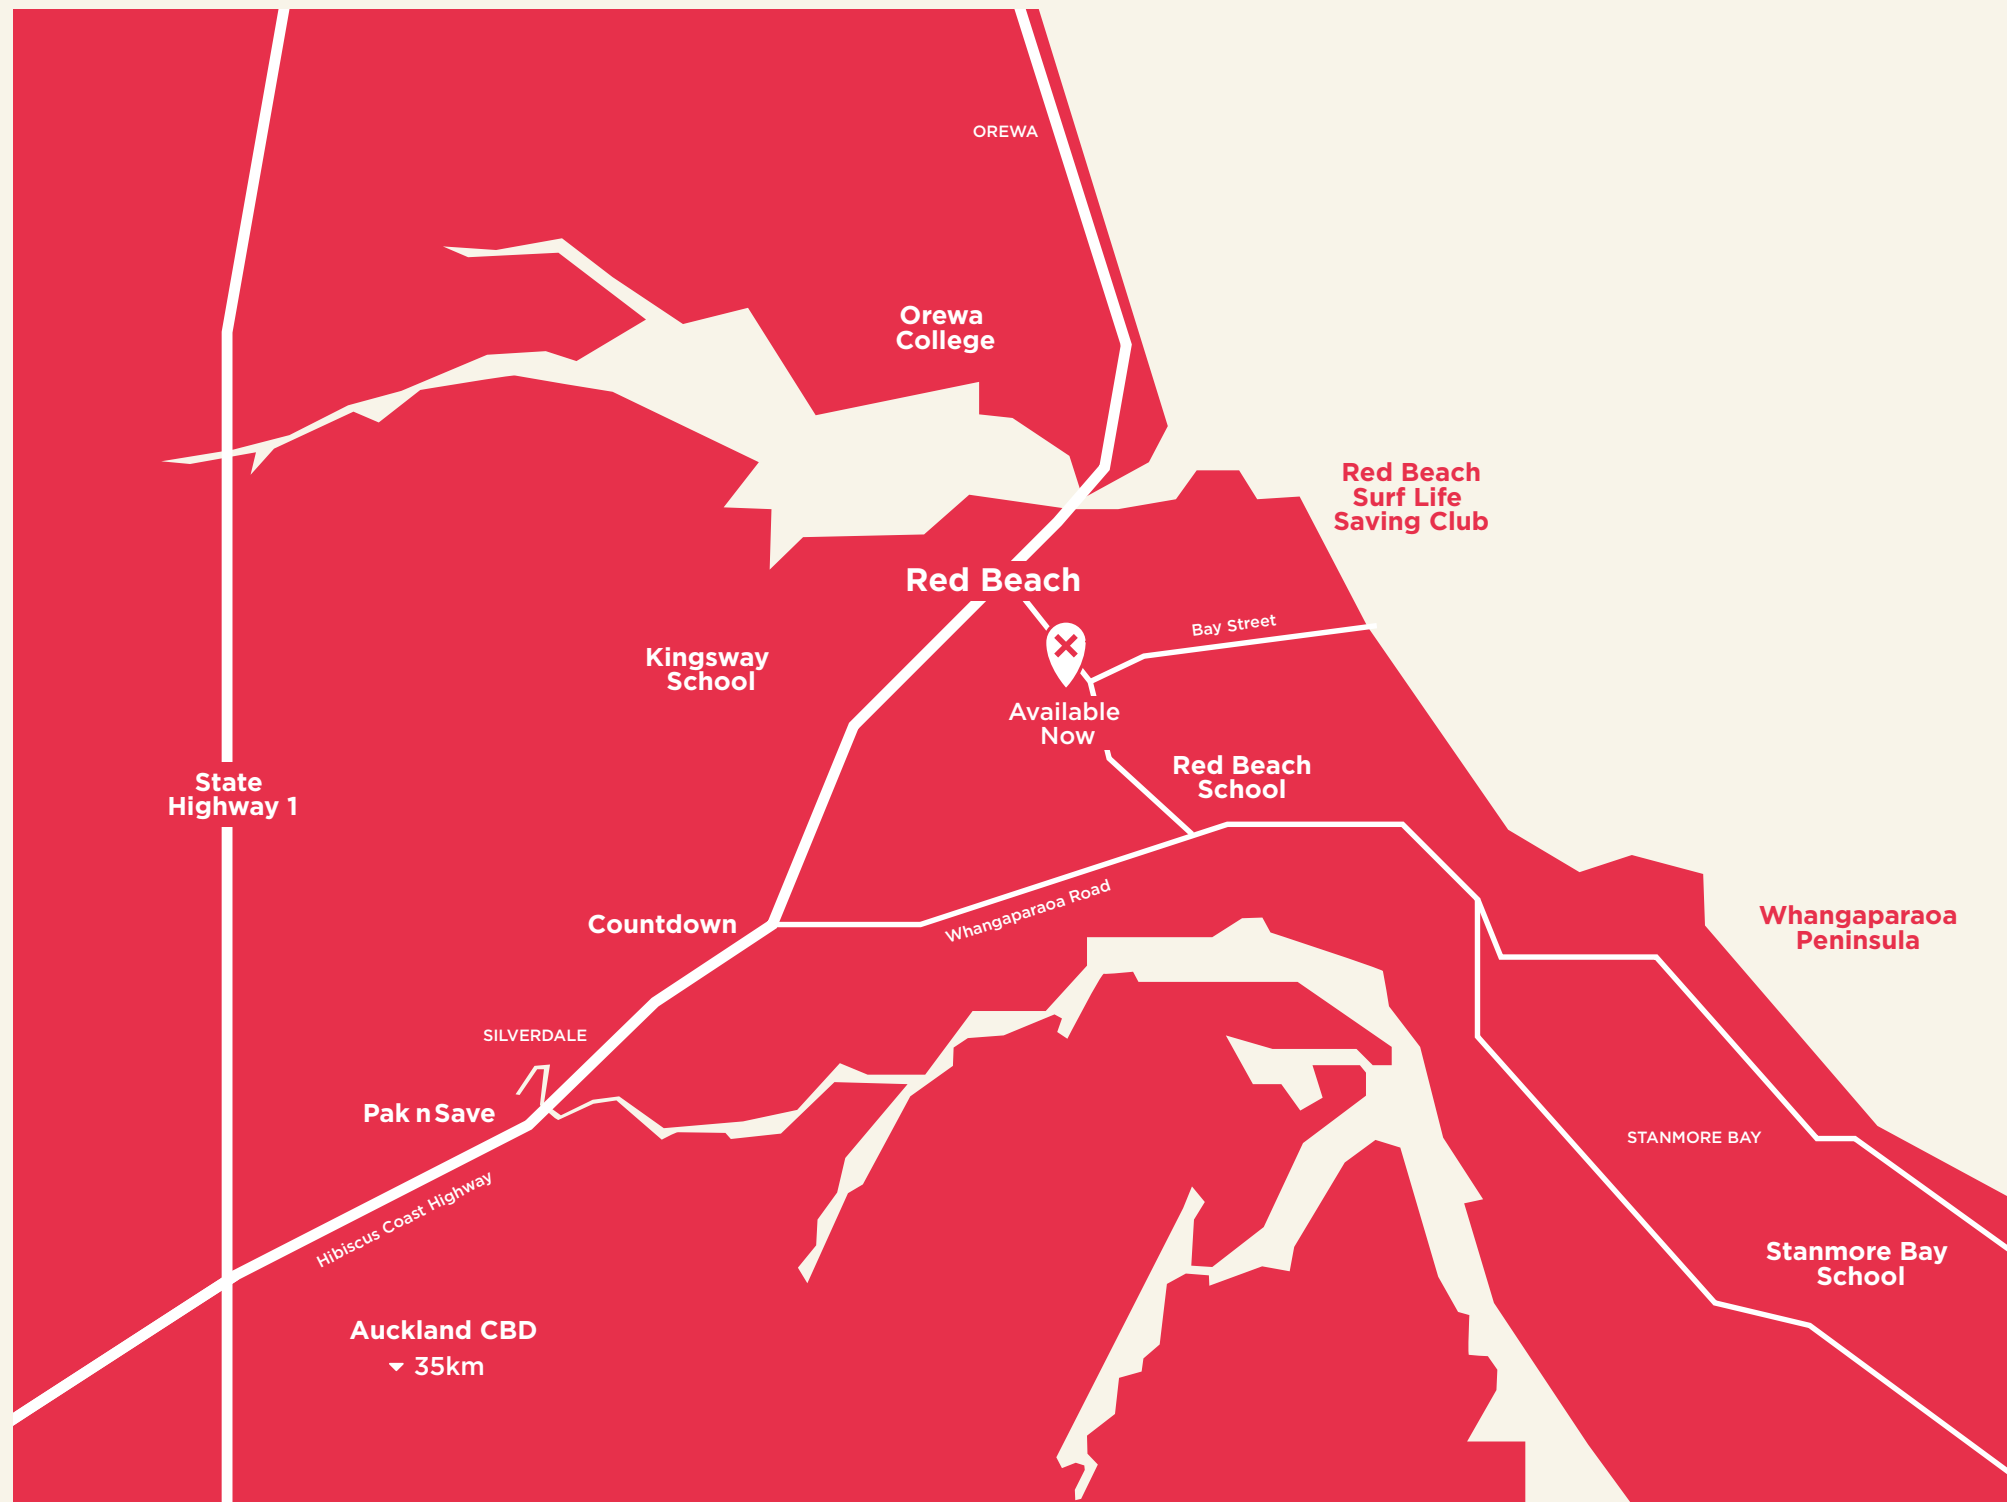 OREWA
Orewa
College
Red Beach
Surf Life
Saving Club
Red Beach
Bay Street
Kingsway
School
Available
Now
Red Beach
School
State
Highway 1
Countdown
Whangaparaoa Road
Whangaparaoa
Peninsula
SILVERDALE
Pak n Save
STANMORE BAY
Hibiscus Coast Highway
Stanmore Bay
School
Auckland CBD
35km